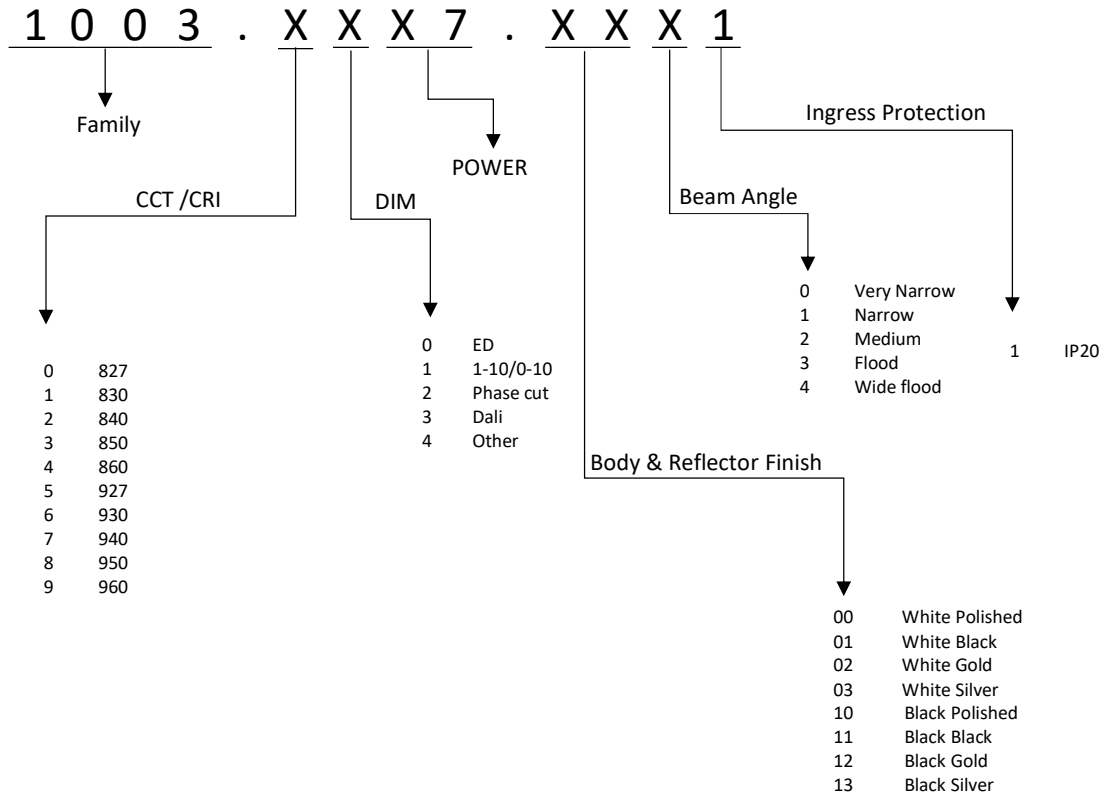 1 0 0 3 . X X X 7 . X X X 1
Family
POWER
Ingress Protection
CCT /CRI
DIM
Beam Angle
0 827
1 830
2 840
3 850
4 860
5 927
6 930
7 940
8 950
9 960
0 ED
1 1-10/0-10
2 Phase cut
3 Dali
4 Other
0 Very Narrow
1 Narrow
2 Medium
3 Flood
4 Wide flood
1 IP20
Body & Reflector Finish
00 White Polished
01 White Black
02 White Gold
03 White Silver
10 Black Polished
11 Black Black
12 Black Gold
13 Black Silver